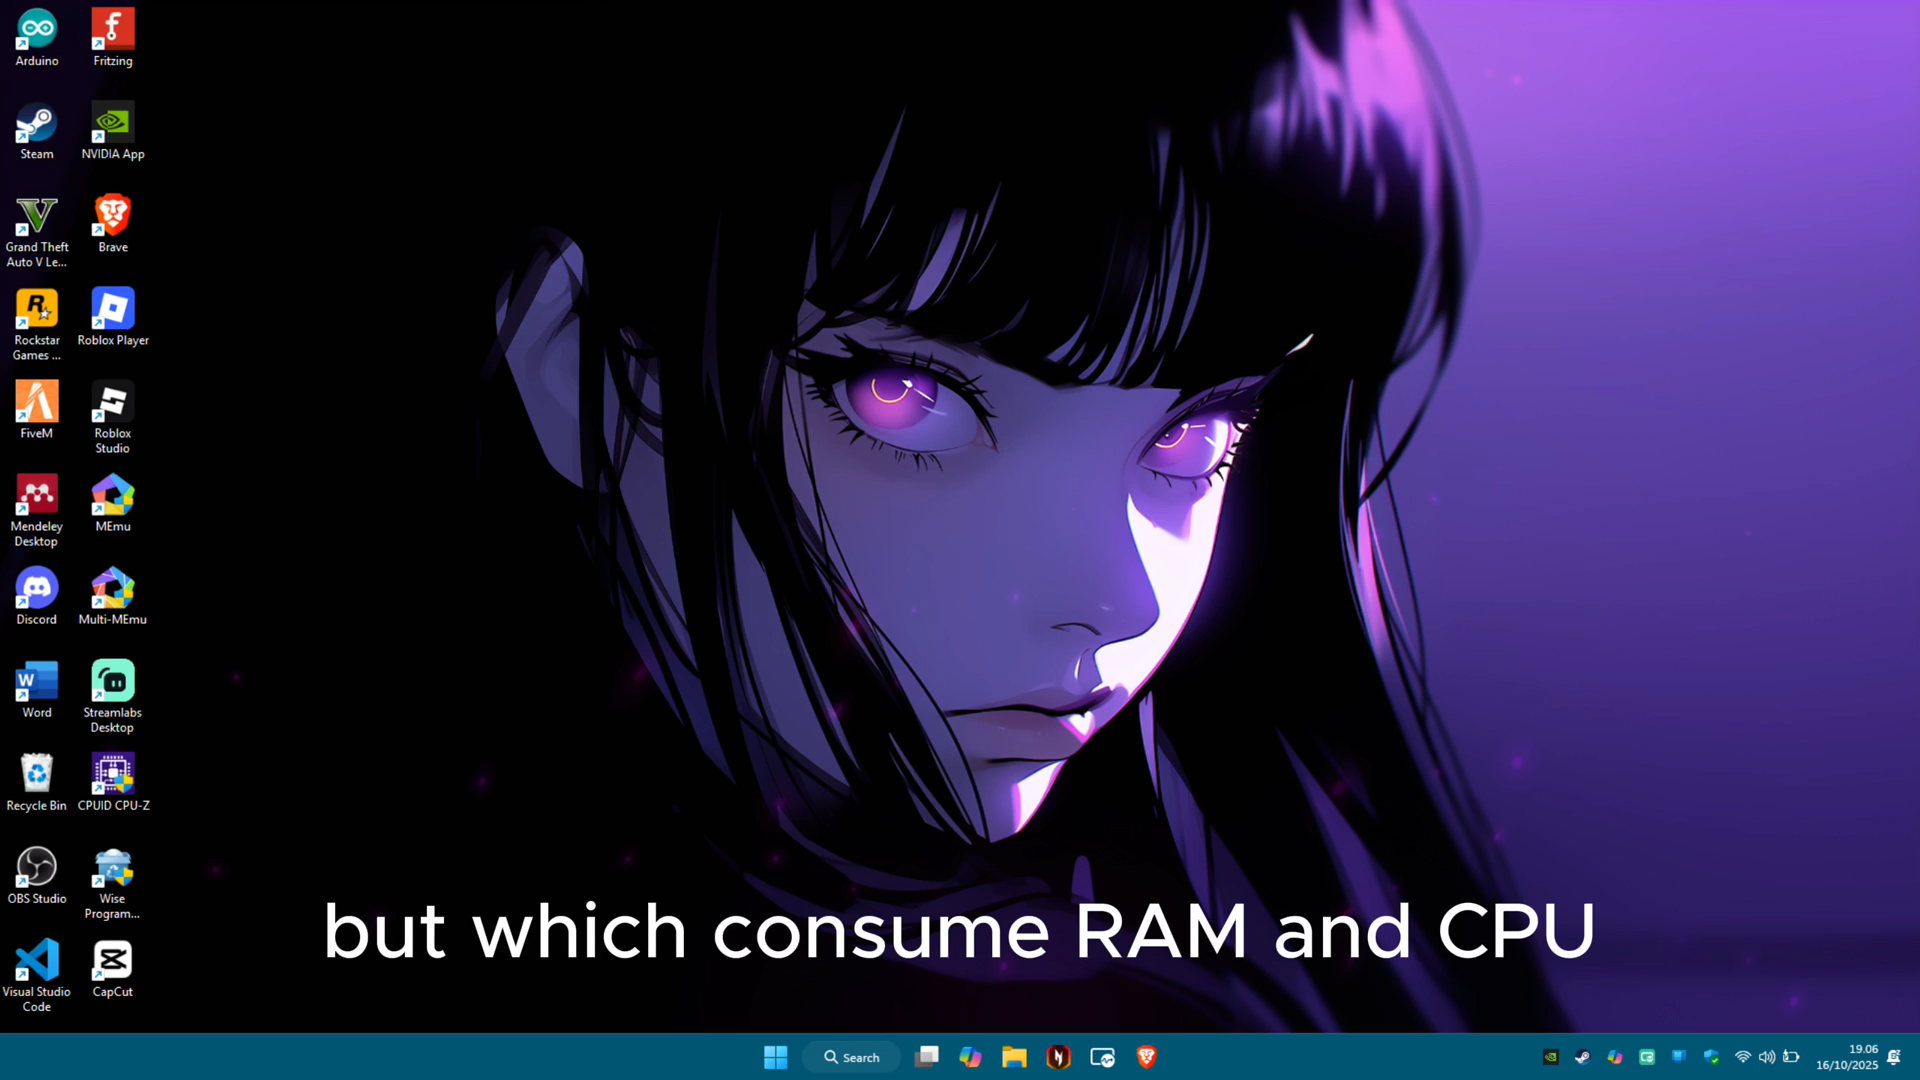 Arduino
Fritzing
Steam
NVIDIA App
Grand Theft
Auto V Le...
Brave
Rockstar
Games ...
Roblox Player
FiveM
Roblox
Studio
Mendeley
Desktop
MEmu
Discord
Multi-MEmu
Word
Streamlabs
Desktop
Recycle Bin
CPUID CPU-Z
OBS Studio
Wise
Program...
Visual Studio
Code
CapCut
but which consume RAM and CPU
Search
19.06
16/10/2025